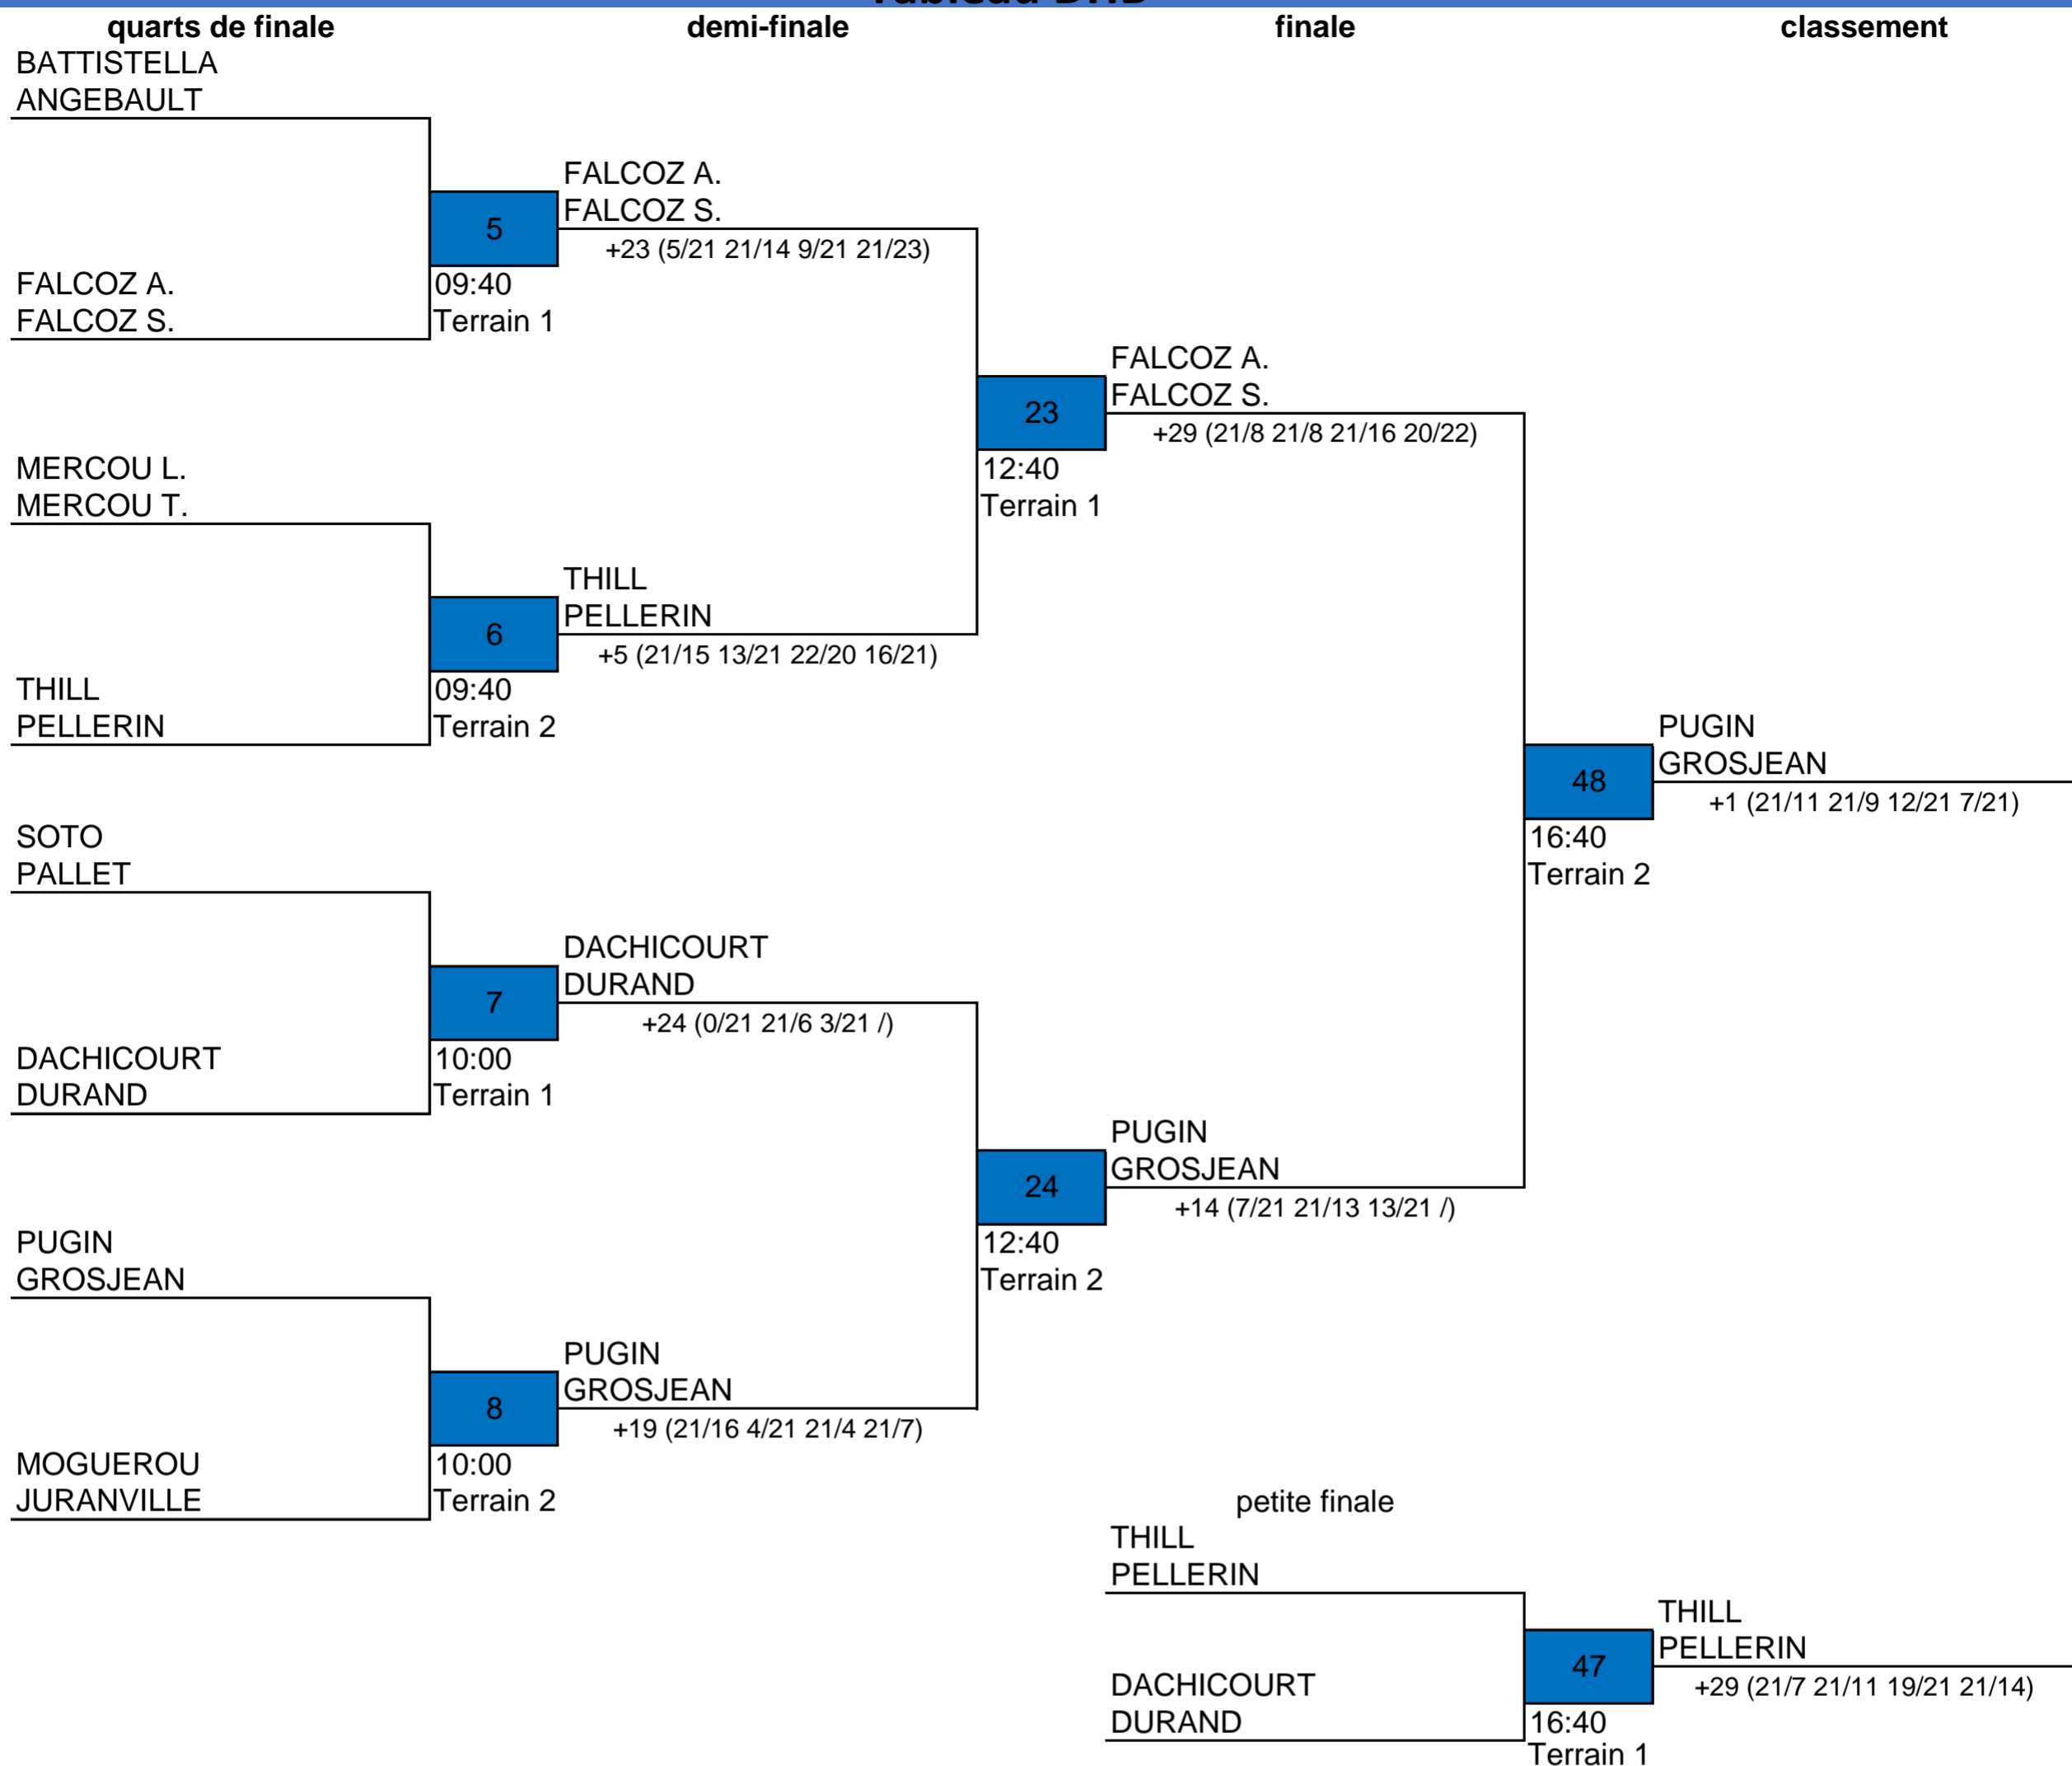 quarts de finale
demi-finale
finale
classement
BATTISTELLA
ANGEBAULT
5
09:40
Terrain 1
FALCOZ A.
FALCOZ S.
FALCOZ A.
FALCOZ S.
+23 (5/21 21/14 9/21 21/23)
MERCOU L.
MERCOU T.
6
09:40
Terrain 2
THILL
PELLERIN
THILL
PELLERIN
+5 (21/15 13/21 22/20 16/21)
23
12:40
Terrain 1
FALCOZ A.
FALCOZ S.
+29 (21/8 21/8 21/16 20/22)
SOTO
PALLET
7
10:00
Terrain 1
DACHICOURT
DURAND
DACHICOURT
DURAND
+24 (0/21 21/6 3/21 /)
PUGIN
GROSJEAN
8
10:00
Terrain 2
MOGUEROU
JURANVILLE
PUGIN
GROSJEAN
+19 (21/16 4/21 21/4 21/7)
24
12:40
Terrain 2
PUGIN
GROSJEAN
+14 (7/21 21/13 13/21 /)
48
16:40
Terrain 2
PUGIN
GROSJEAN
+1 (21/11 21/9 12/21 7/21)
petite finale
THILL
PELLERIN
DACHICOURT
DURAND
47
16:40
Terrain 1
THILL
PELLERIN
+29 (21/7 21/11 19/21 21/14)